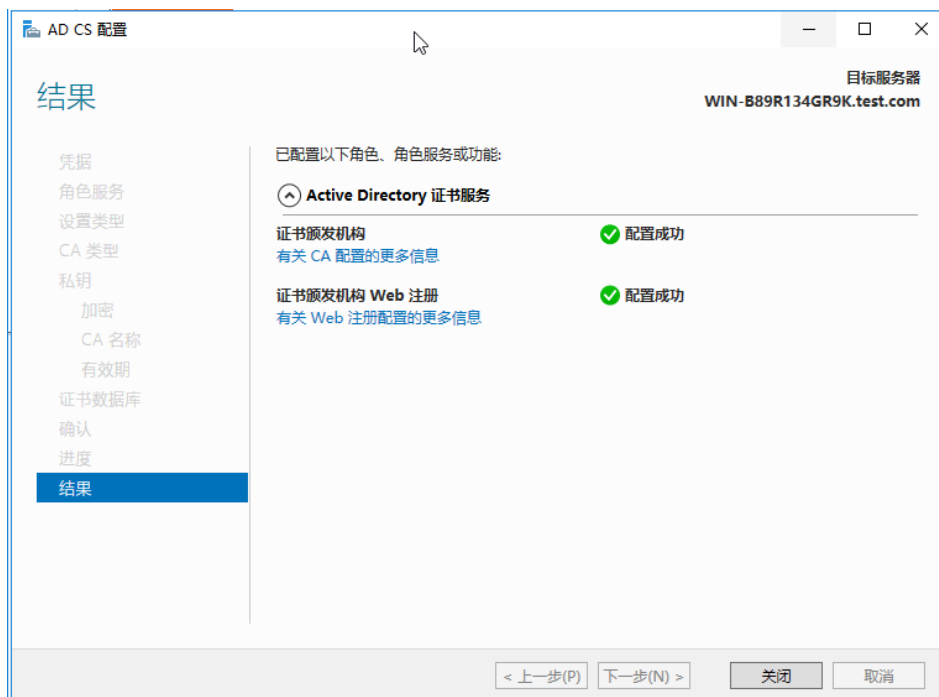 AD CS 配置
结果
目标服务器
WIN-B89R134GR9K.test.com
凭据
角色服务
设置类型
CA 类型
私钥
加密
CA 名称
有效期
证书数据库
确认
进度
结果
已配置以下角色、角色服务或功能:
Active Directory 证书服务
证书颁发机构
配置成功
有关 CA 配置的更多信息
证书颁发机构 Web 注册
配置成功
有关 Web 注册配置的更多信息
< 上一步(P)
下一步(N) >
关闭
取消